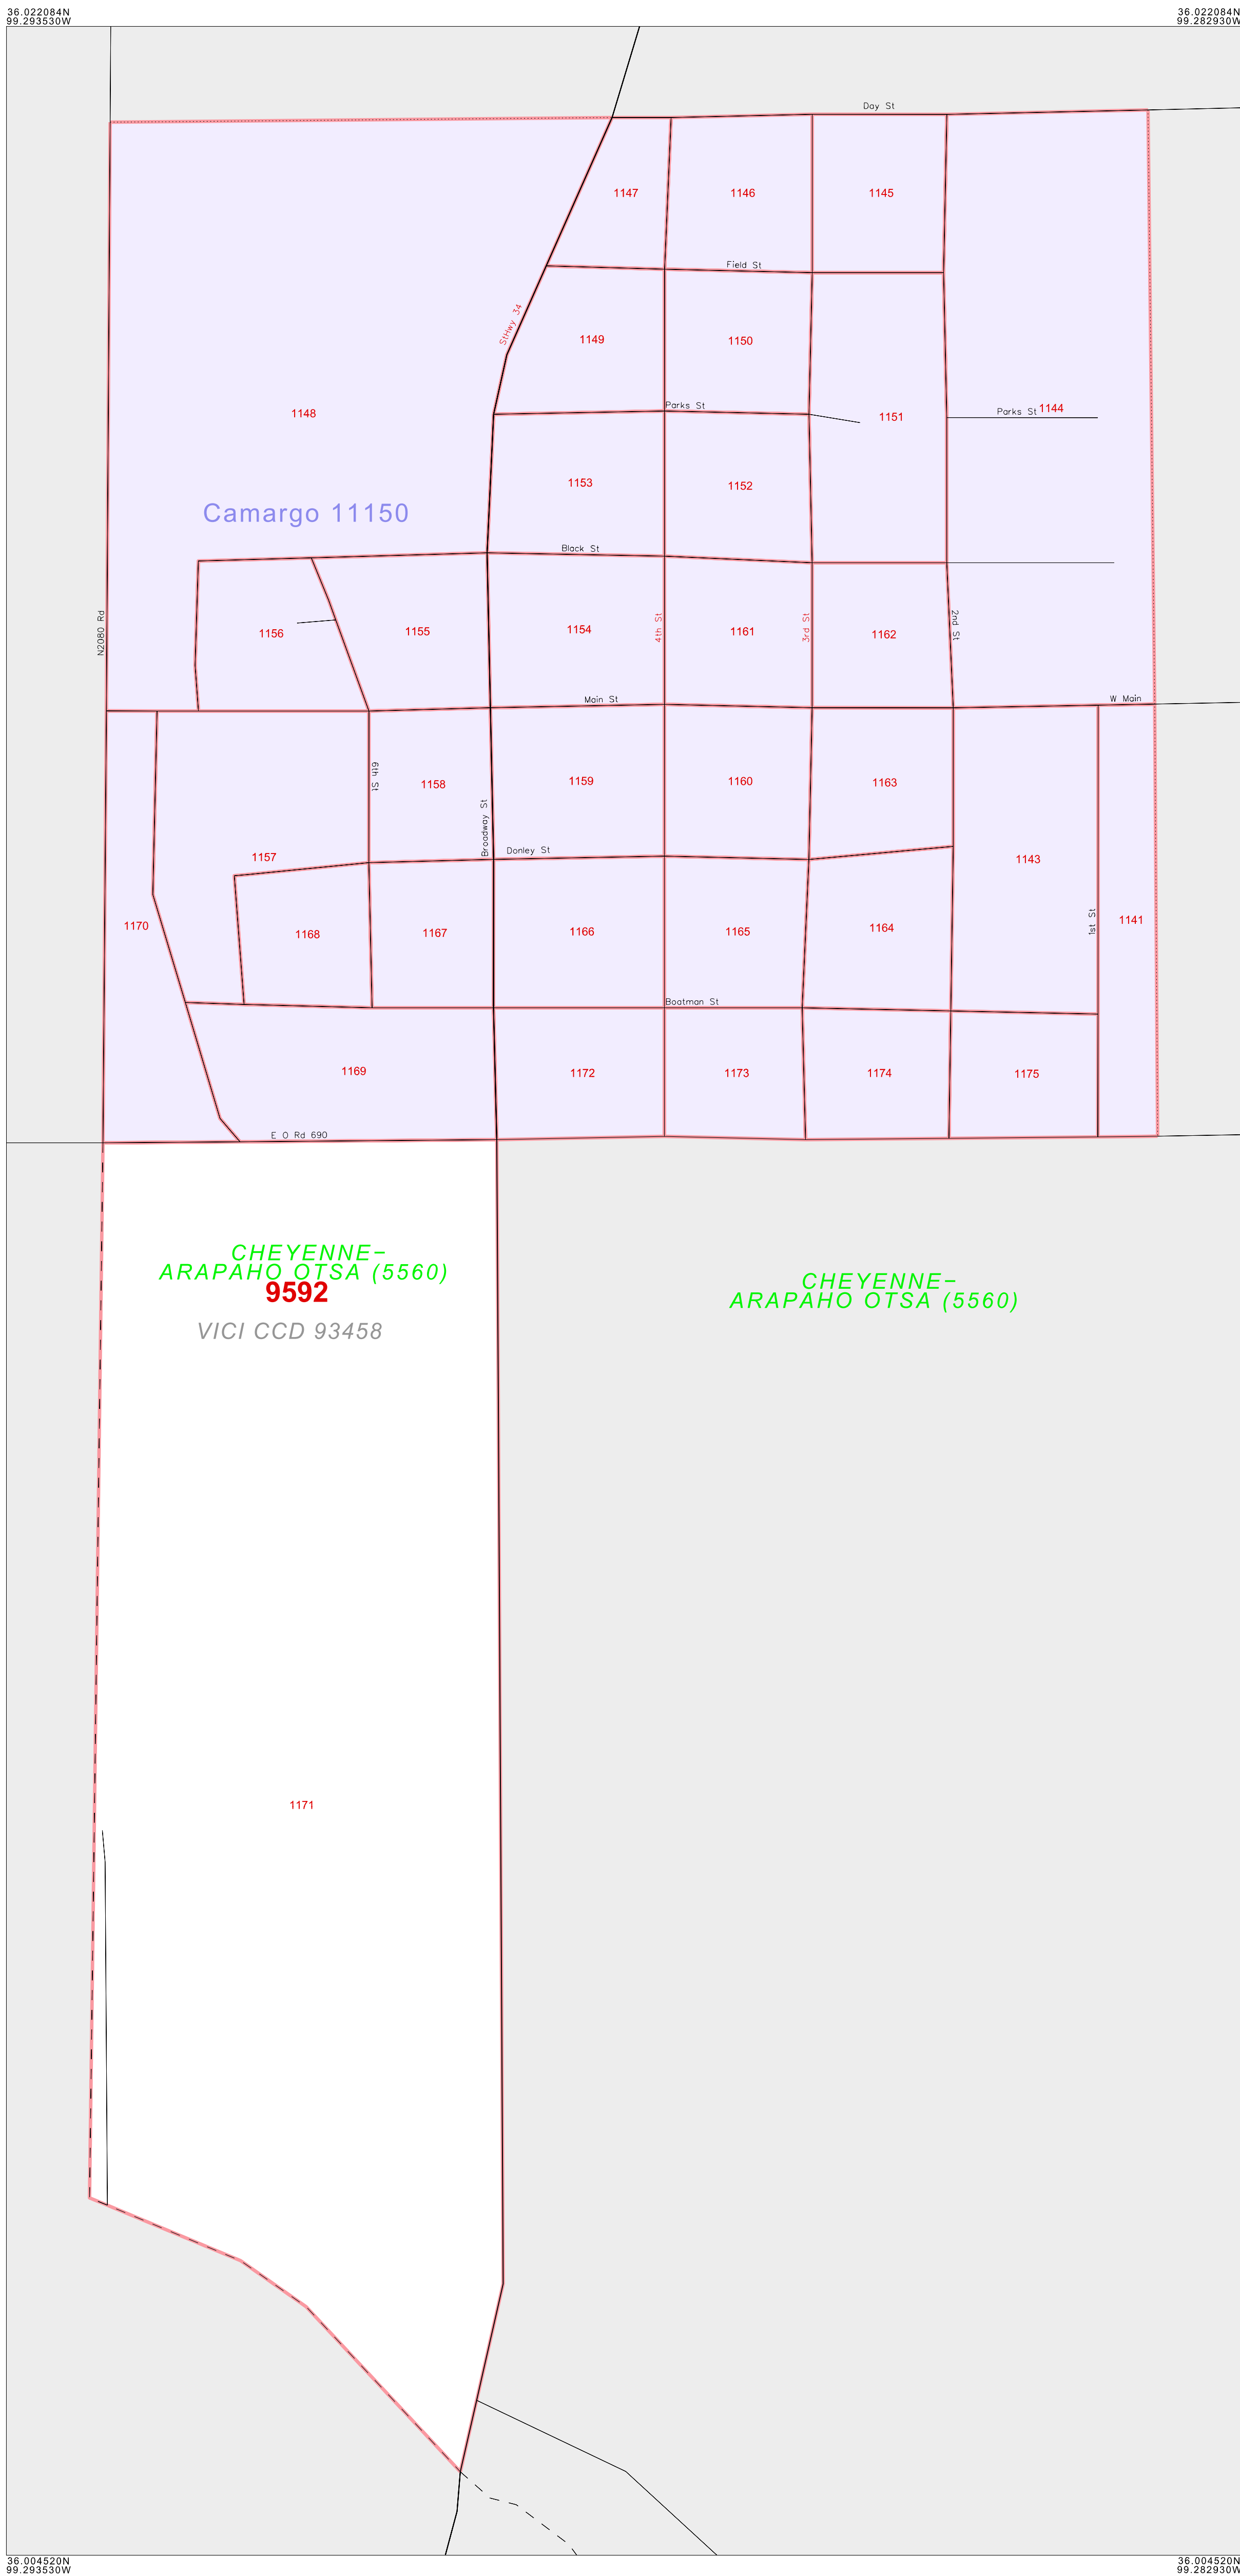 36.022084N
99.293530W
36.022084N
99.282930W
Day St
1147
1146
1145
Field St
StHwy 34
1149
1150
Parks St
1144
Parks St
1148
1151
1153
1152
Camargo 11150
Black St
N2080 Rd
1156
1155
1154
4th St
1161
3rd St
1162
2nd St
Main St
W Main
6th St
1158
1159
1160
1163
Broadway St
Donley St
1157
1143
1170
1168
1167
1166
1165
1164
1st St
1141
Boatman St
1169
1172
1173
1174
1175
E O Rd 690
CHEYENNE-
ARAPAHO OTSA (5560)
9592
VICI CCD 93458
CHEYENNE-
ARAPAHO OTSA (5560)
1171
36.004520N
99.293530W
36.004520N
99.282930W